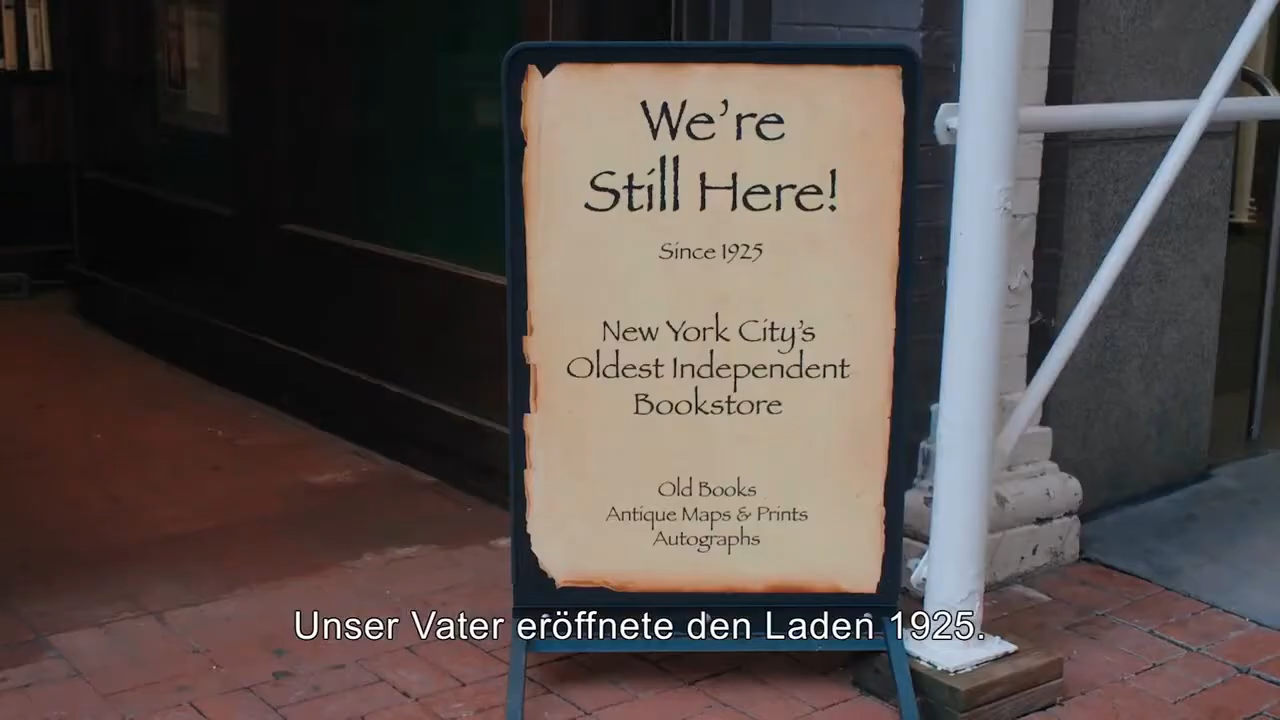 We're
Still Here!
Since 1925
New York City's
Oldest Independent
Bookstore
Old Books
Antique Maps & Prints
Autographs
Unser Vater eröffnete den Laden 1925.